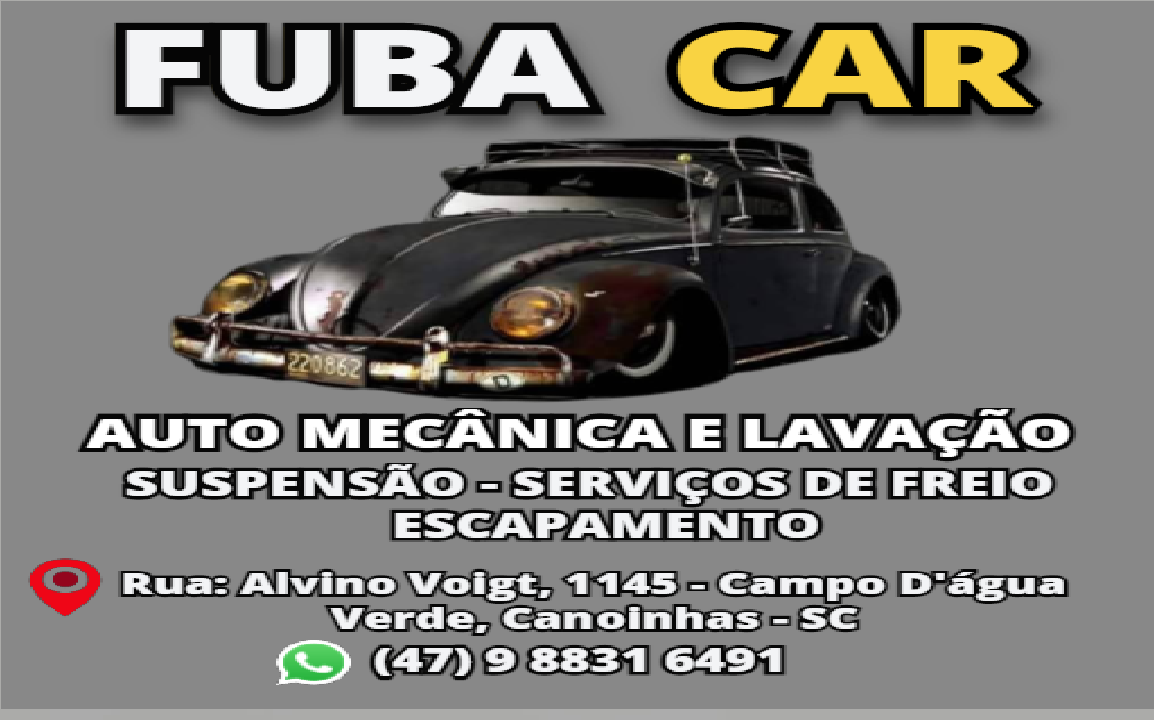 FUBA CAR
220862
D
AUTO MECÂNICA E LAVAÇÃO
SUSPENSÃO - SERVIÇOS DE FREIO
ESCAPAMENTO
Rua: Alvino Voigt, 1145 - Campo D'água
Verde, Canoinhas - SC
(47) 9 8831 6491